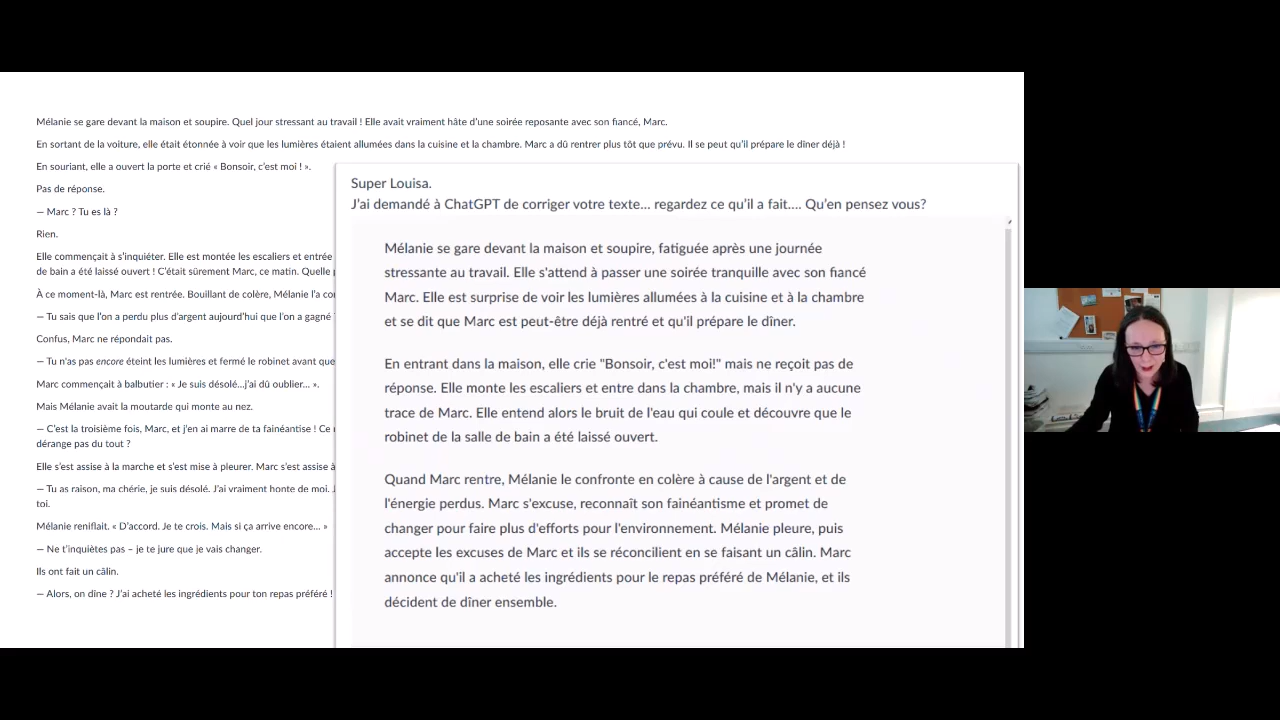 Mélanie se gare devant la maison et soupire. Quel jour stressant au travail ! Elle avait vraiment hâte d'une soirée reposante avec son fiancé, Marc.
En sortant de la voiture, elle était étonnée à voir que les lumières étaient allumées dans la cuisine et la chambre. Marc a dû rentrer plus tôt que prévu. Il se peut qu'il prépare le dîner déjà !
En souriant, elle a ouvert la porte et crié « Bonsoir, c'est moi ! ».
Pas de réponse.
— Marc ? Tu es là ?
Rien.
Elle commençait à s'inquiéter. Elle est montée les escaliers et entrée
de bain a été laissé ouvert ! C'était sûrement Marc, ce matin. Quelle
À ce moment-là, Marc est rentrée. Bouillant de colère, Mélanie l'a
— Tu sais que l'on a perdu plus d'argent aujourd'hui que l'on a gagné
Confus, Marc ne répondait pas.
— Tu n'as pas encore éteint les lumières et fermé le robinet avant que
Marc commençait à balbutier : « Je suis désolé...j'ai dû oublier... ».
Mais Mélanie avait la moutarde qui monte au nez.
— C'est la troisième fois, Marc, et j'en ai marre de ta fainéantise ! Ce
dérange pas du tout ?
Elle s'est assise à la marche et s'est mise à pleurer. Marc s'est assise à
— Tu as raison, ma chérie, je suis désolé. J'ai vraiment honte de moi.
toi.
Mélanie reniflait. « D'accord. Je te crois. Mais si ça arrive encore... »
— Ne t'inquiètes pas – je te jure que je vais changer.
Ils ont fait un câlin.
— Alors, on dîne ? J'ai acheté les ingrédients pour ton repas préféré !
Super Louisa.
J'ai demandé à ChatGPT de corriger votre texte... regardez ce qu'il a fait.... Qu'en pensez vous?
Mélanie se gare devant la maison et soupire, fatiguée après une journée
stressante au travail. Elle s'attend à passer une soirée tranquille avec son fiancé
Marc. Elle est surprise de voir les lumières allumées à la cuisine et à la chambre
et se dit que Marc est peut-être déjà rentré et qu'il prépare le dîner.
En entrant dans la maison, elle crie "Bonsoir, c'est moi!" mais ne reçoit pas de
réponse. Elle monte les escaliers et entre dans la chambre, mais il n'y a aucune
trace de Marc. Elle entend alors le bruit de l'eau qui coule et découvre que le
robinet de la salle de bain a été laissé ouvert.
Quand Marc rentre, Mélanie le confronte en colère à cause de l'argent et de
l'énergie perdus. Marc s'excuse, reconnaît son fainéantisme et promet de
changer pour faire plus d'efforts pour l'environnement. Mélanie pleure, puis
accepte les excuses de Marc et ils se réconcilient en se faisant un câlin. Marc
annonce qu'il a acheté les ingrédients pour le repas préféré de Mélanie, et ils
décident de dîner ensemble.